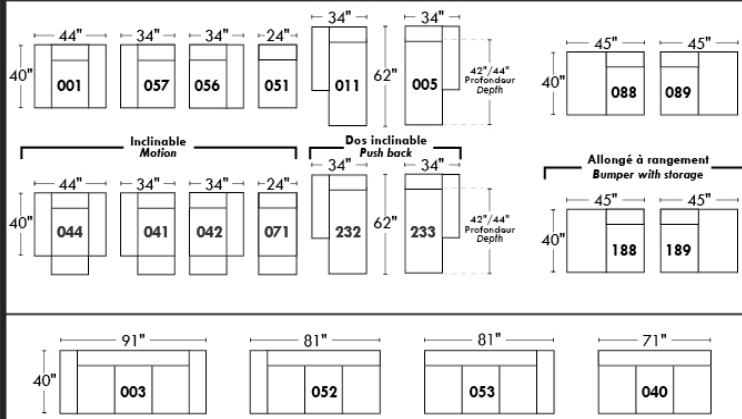 44" 34" 34" 24" 34" 34" 45" 45"
40" 001 057 056 051 011 62" 005 42"/44" Profondeur Depth 40" 088 089
Inclinable
Motion
Dos inclinable
Push back
Allongé à rangement
Bumper with storage
44" 34" 34" 24" 34" 34" 45" 45"
40" 044 041 042 071 232 62" 233 42"/44" Profondeur Depth 40" 188 189
91" 81" 81" 71"
40" 003 052 053 040